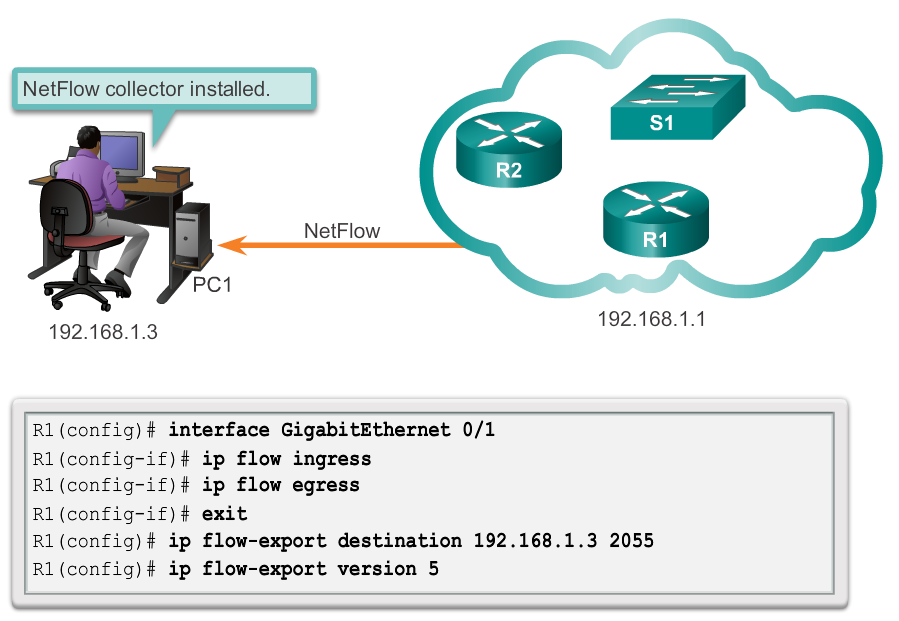 NetFlow collector installed.
S1
R2
R1
NetFlow
PC1
192.168.1.3
192.168.1.1
R1(config)# interface GigabitEthernet 0/1
R1(config-if)# ip flow ingress
R1(config-if)# ip flow egress
R1(config-if)# exit
R1(config)# ip flow-export destination 192.168.1.3 2055
R1(config)# ip flow-export version 5